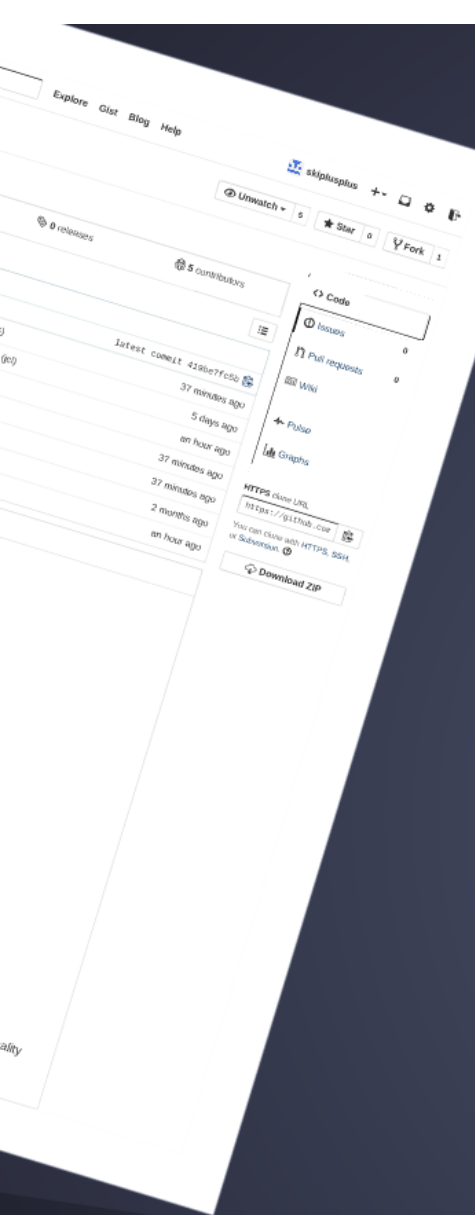 Explore Gist Blog Help
skiplusplus
Unwatch 5 Star 0 Fork 1
0 releases 5 contributors
Code
Issues 0
Pull requests 0
Wiki
Pulse
Graphs
latest commit 419be7fc5b
(jcl) 37 minutes ago
5 days ago
an hour ago
37 minutes ago
37 minutes ago
2 months ago
an hour ago
HTTPS clone URL
https://github.com
You can clone with HTTPS, SSH,
or Subversion.
Download ZIP
ality